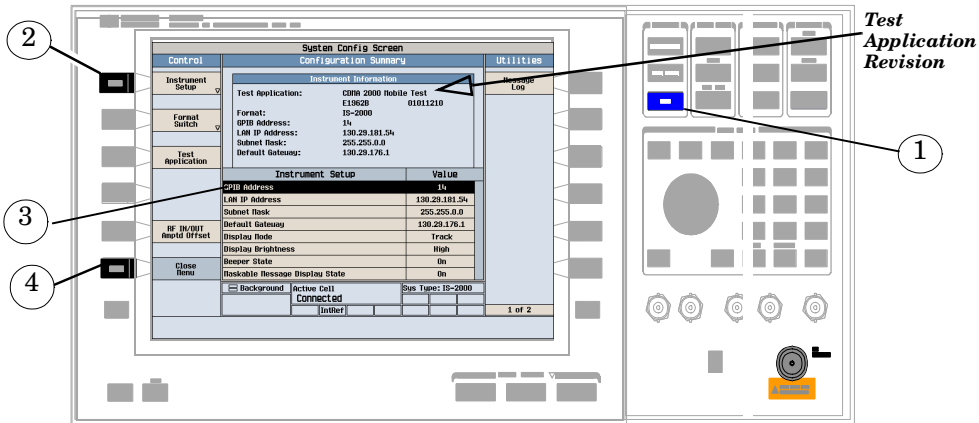 2
Test
Application
Revision
System Config Screen
Control
Configuration Summary
Utilities
Instrument
Setup
Message
Log
Instrument Information
Test Application: CDMA 2000 Mobile Test
E1962B 01011210
Format: IS-2000
GPIB Address: 14
LAN IP Address: 130.29.181.54
Subnet Mask: 255.255.0.0
Default Gateway: 130.29.176.1
Format
Switch
Test
Application
1
Instrument Setup Value
3
GPIB Address 14
LAN IP Address 130.29.181.54
Subnet Mask 255.255.0.0
Default Gateway 130.29.176.1
RF IN/OUT
Amptd Offset
Display Mode Track
Display Brightness High
Beeper State On
Maskable Message Display State On
4
Close
Menu
Background Active Cell Sys Type: IS-2000
Connected
IntRef
1 of 2